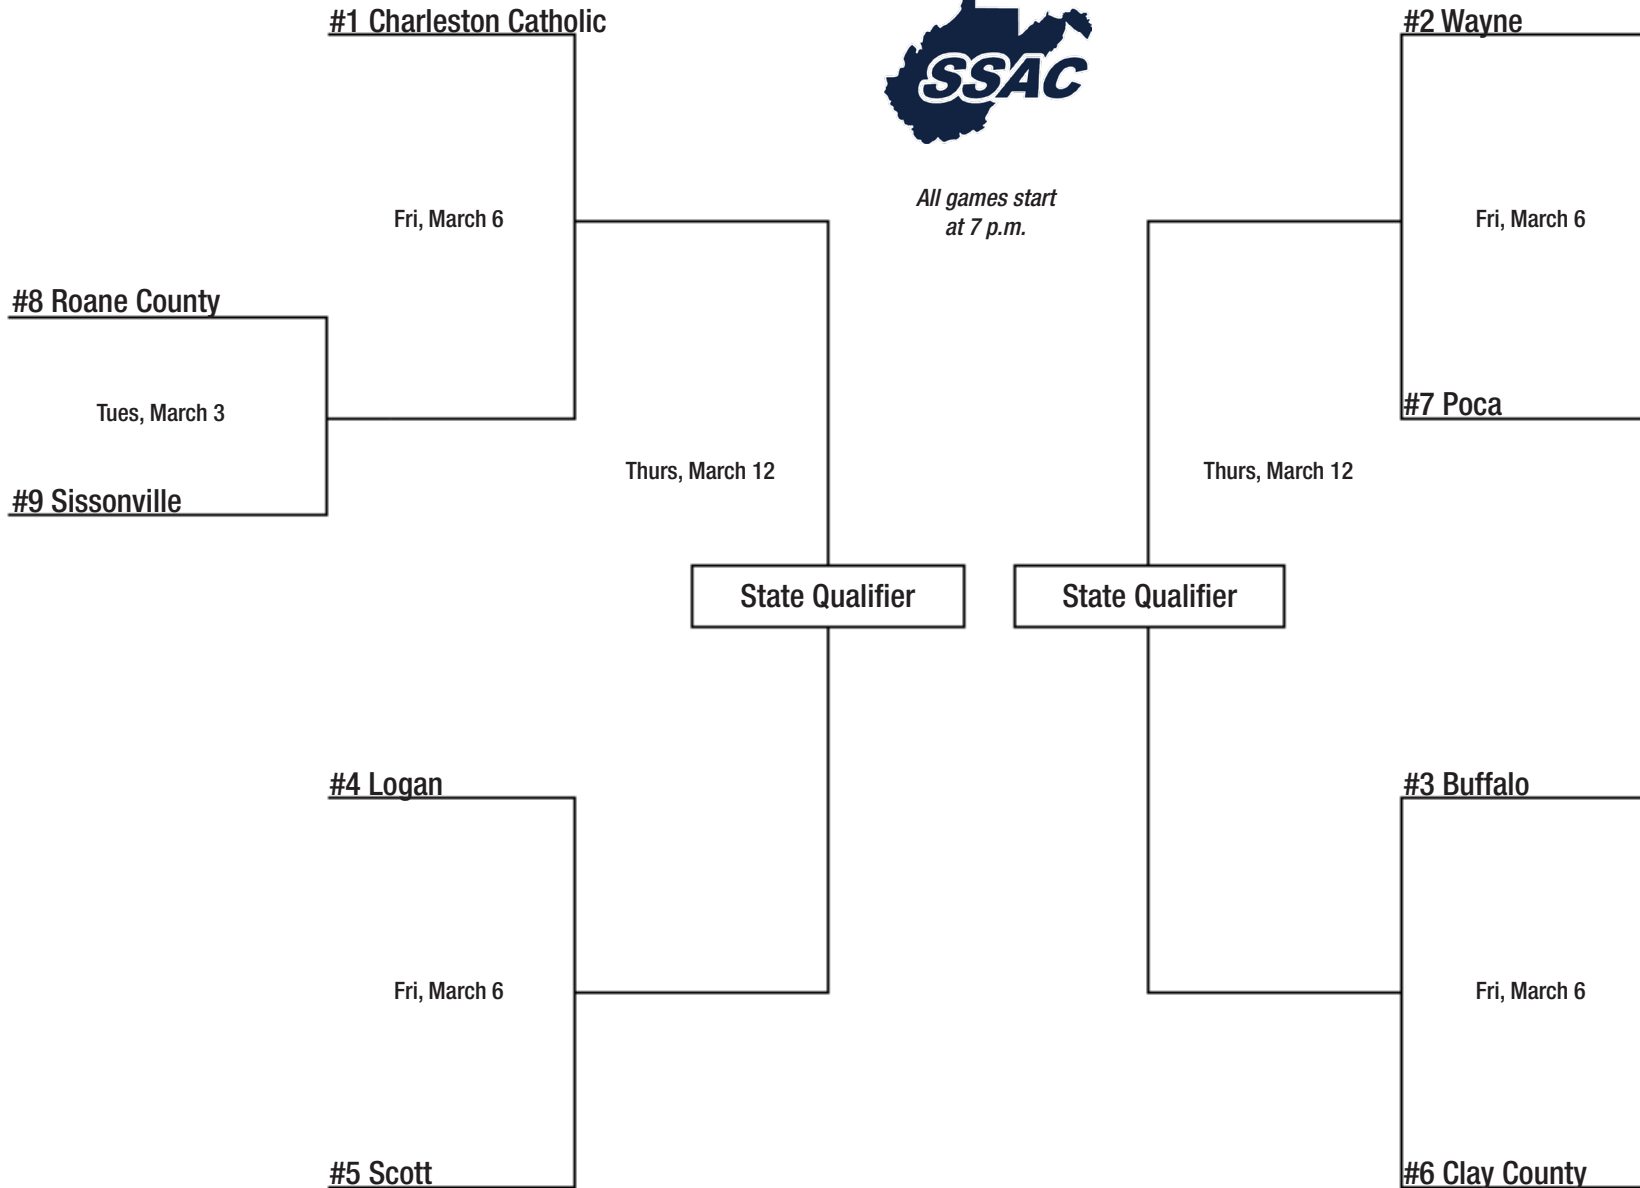 #1 Charleston Catholic
SSAC
#2 Wayne
All games start
at 7 p.m.
Fri, March 6
Fri, March 6
#8 Roane County
Tues, March 3
#7 Poca
Thurs, March 12
Thurs, March 12
#9 Sissonville
State Qualifier
State Qualifier
#4 Logan
#3 Buffalo
Fri, March 6
Fri, March 6
#5 Scott
#6 Clay County